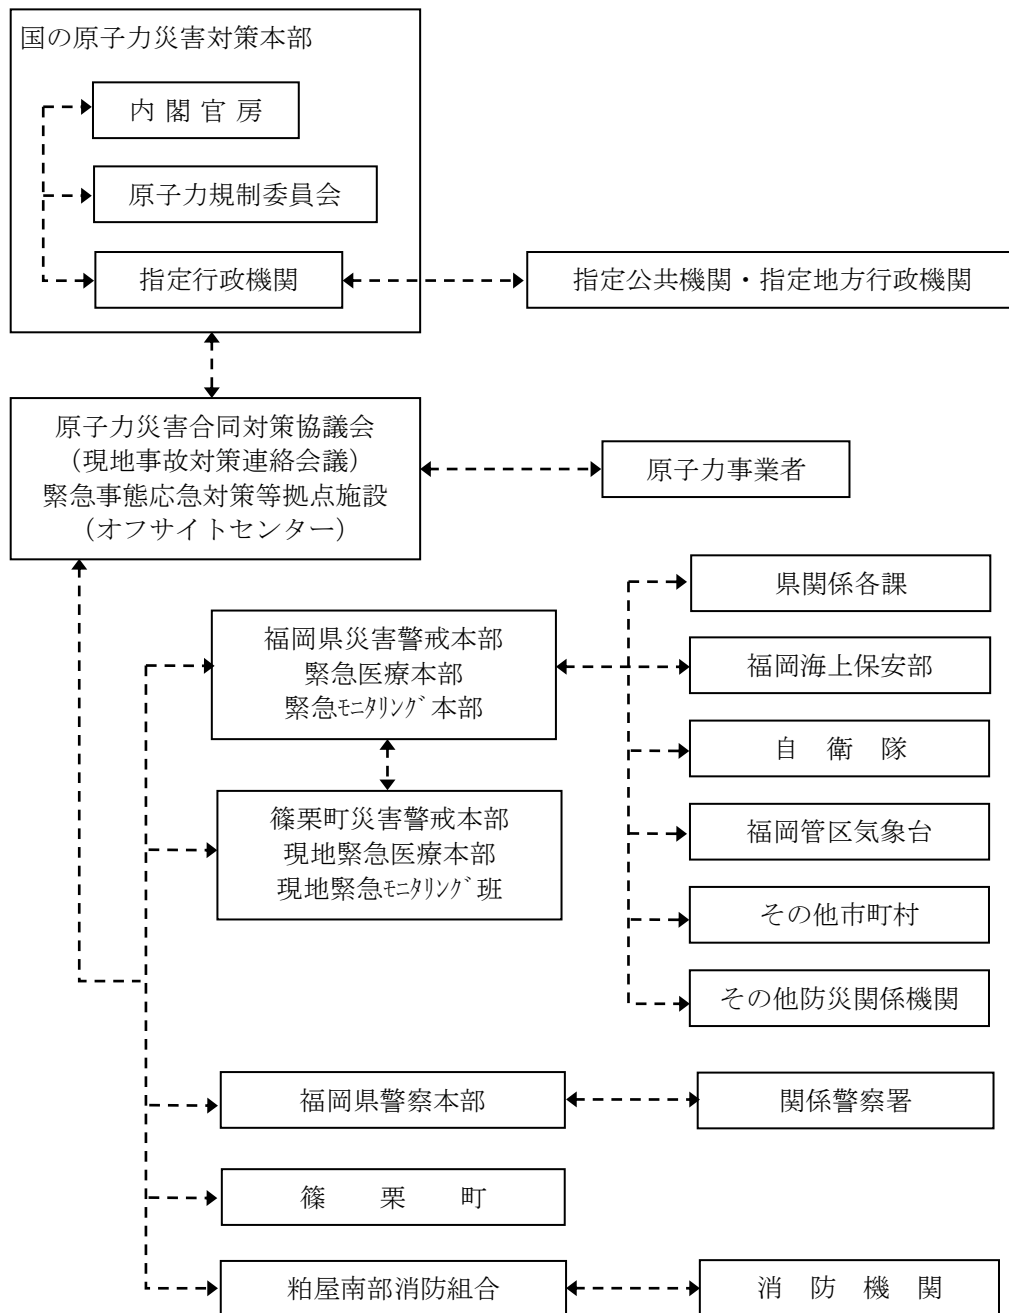 国の原子力災害対策本部
内閣官房
原子力規制委員会
指定行政機関
指定公共機関・指定地方行政機関
原子力災害合同対策協議会
（現地事故対策連絡会議）
緊急事態応急対策等拠点施設
（オフサイトセンター）
原子力事業者
県関係各課
福岡県災害警戒本部
緊急医療本部
緊急ﾓﾆﾀﾘﾝｸﾞ本部
福岡海上保安部
自　衛　隊
篠栗町災害警戒本部
現地緊急医療本部
現地緊急ﾓﾆﾀﾘﾝｸﾞ班
福岡管区気象台
その他市町村
その他防災関係機関
福岡県警察本部
関係警察署
篠　栗　町
粕屋南部消防組合
消　防　機　関